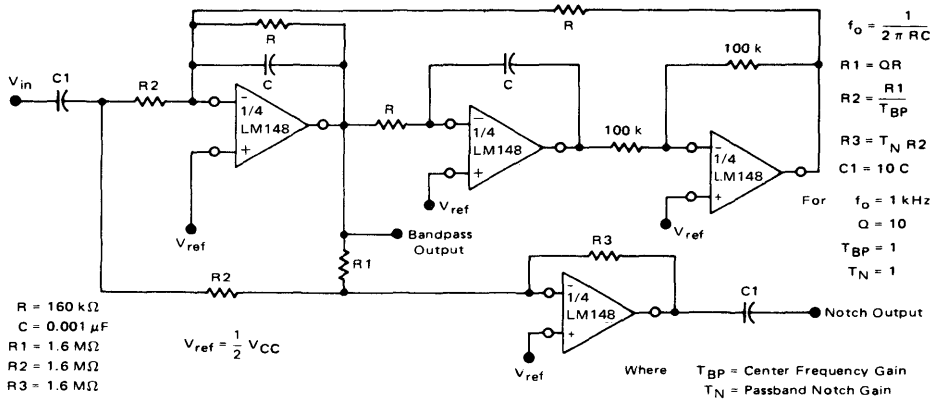 R
R
C
C1
V_in
R2
−
1/4
LM148
+
V_ref
R
C
−
1/4
LM148
+
V_ref
100 k
100 k
−
1/4
LM148
+
V_ref
Bandpass
Output
R1
R2
R3
−
1/4
LM148
+
V_ref
C1
Notch Output
f_o = 1 / 2 π RC
R1 = QR
R2 = R1 / T_BP
R3 = T_N R2
C1 = 10 C
For f_o = 1 kHz
Q = 10
T_BP = 1
T_N = 1
R = 160 kΩ
C = 0.001 μF
R1 = 1.6 MΩ
R2 = 1.6 MΩ
R3 = 1.6 MΩ
V_ref = 1/2 V_CC
Where T_BP = Center Frequency Gain
T_N = Passband Notch Gain